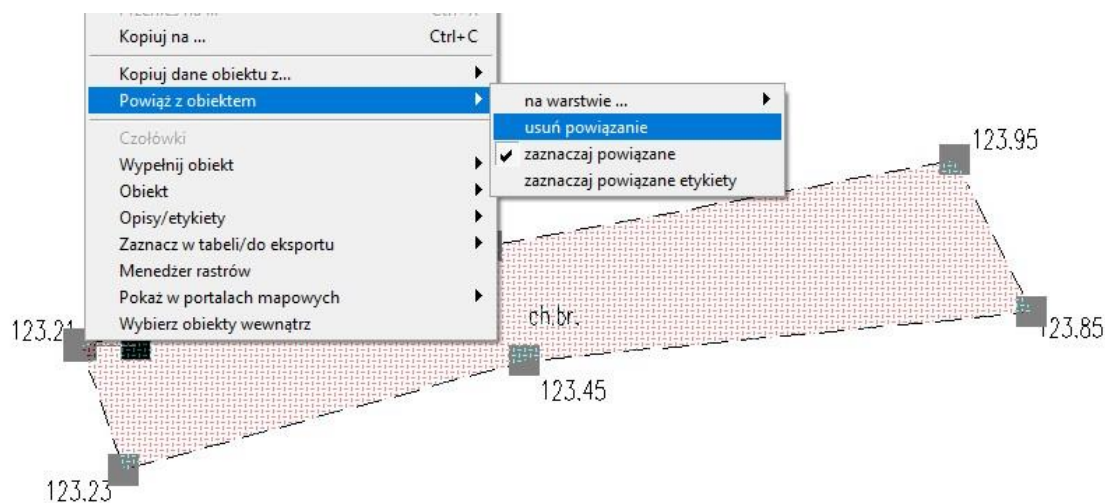 Kopiuj na ... Ctrl+C
Kopiuj dane obiektu z...
Powiąż z obiektem
na warstwie ...
usuń powiązanie
zaznaczaj powiązane
zaznaczaj powiązane etykiety
Czołówki
Wypełnij obiekt
Obiekt
Opisy/etykiety
Zaznacz w tabeli/do eksportu
Menedżer rastrów
Pokaż w portalach mapowych
Wybierz obiekty wewnątrz
123.95
ch.br.
123.21
123.85
123.45
123.23